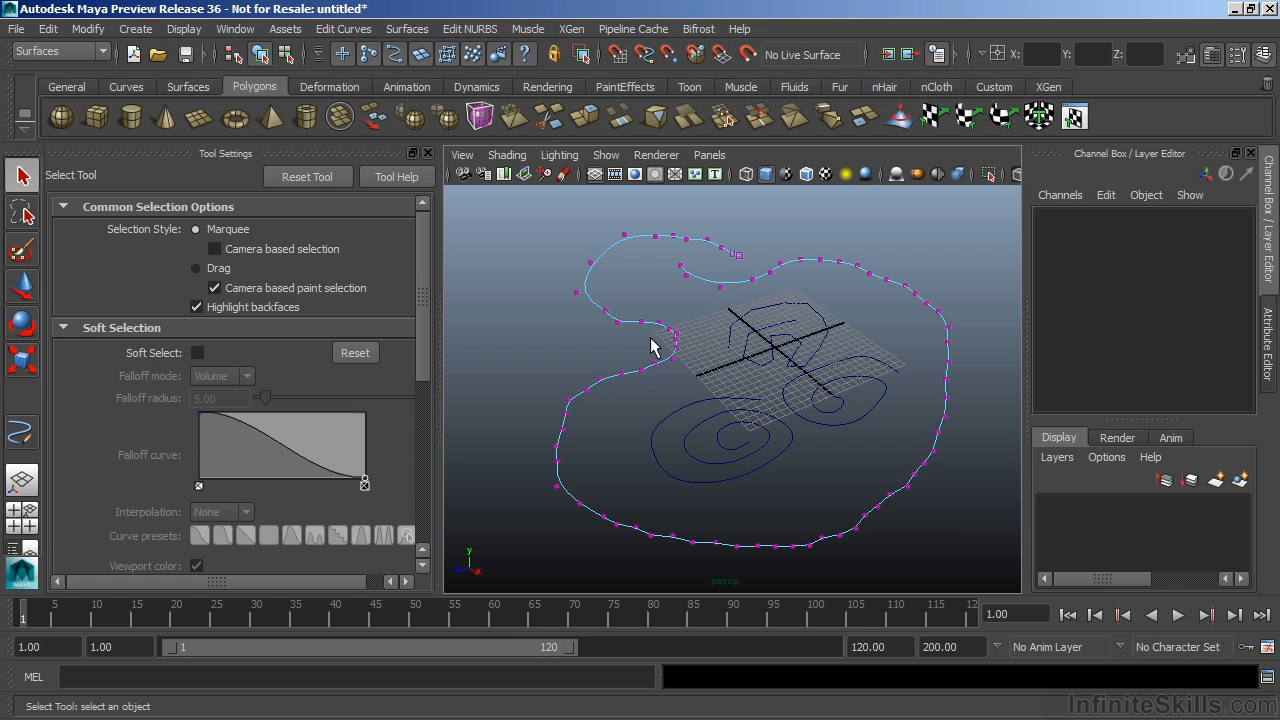 Autodesk Maya Preview Release 36 - Not for Resale: untitled*
File Edit Modify Create Display Window Assets Edit Curves Surfaces Edit NURBS Muscle XGen Pipeline Cache Bifrost Help
Surfaces No Live Surface X: Y: Z:
General Curves Surfaces Polygons Deformation Animation Dynamics Rendering PaintEffects Toon Muscle Fluids Fur nHair nCloth Custom XGen
Tool Settings
Select Tool Reset Tool Tool Help
Common Selection Options
Selection Style: Marquee
Camera based selection
Drag
Camera based paint selection
Highlight backfaces
Soft Selection
Soft Select: Reset
Falloff mode: Volume
Falloff radius: 5.00
Falloff curve:
Interpolation: None
Curve presets:
Viewport color:
View Shading Lighting Show Renderer Panels
y
x
persp
Channel Box / Layer Editor
Channels Edit Object Show
Display Render Anim
Layers Options Help
Channel Box / Layer Editor
Attribute Editor
1 5 10 15 20 25 30 35 40 45 50 55 60 65 70 75 80 85 90 95 100 105 110 115 12
1.00
1.00 1.00 1 120 120.00 200.00 No Anim Layer No Character Set
MEL
Select Tool: select an object
InfiniteSkills.com